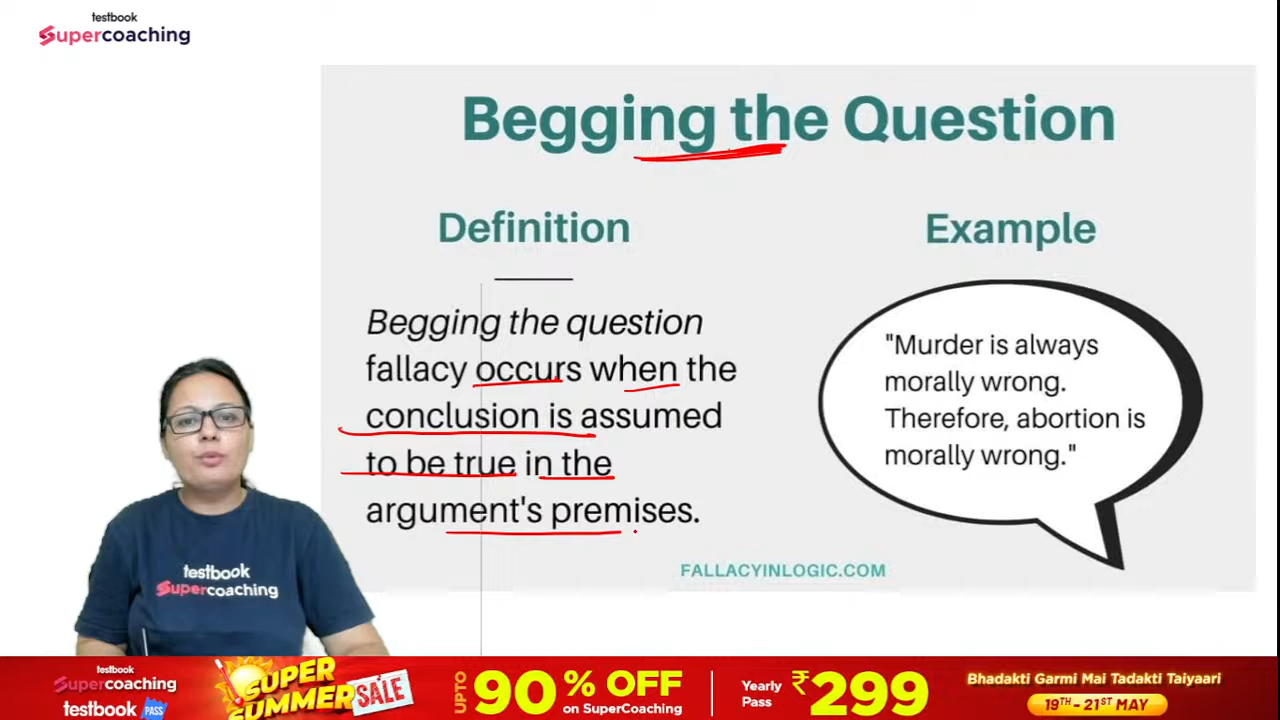 testbook
Supercoaching
Begging the Question
Definition
Begging the question
fallacy occurs when the
conclusion is assumed
to be true in the
argument's premises.
Example
"Murder is always
morally wrong.
Therefore, abortion is
morally wrong."
FALLACYINLOGIC.COM
testbook
Supercoaching
testbook
Supercoaching
testbook PASS
SUPER
SUMMER
SALE
UPTO 90% OFF
on SuperCoaching
Yearly
Pass
₹299
Bhadakti Garmi Mai Tadakti Taiyaari
19TH - 21ST MAY